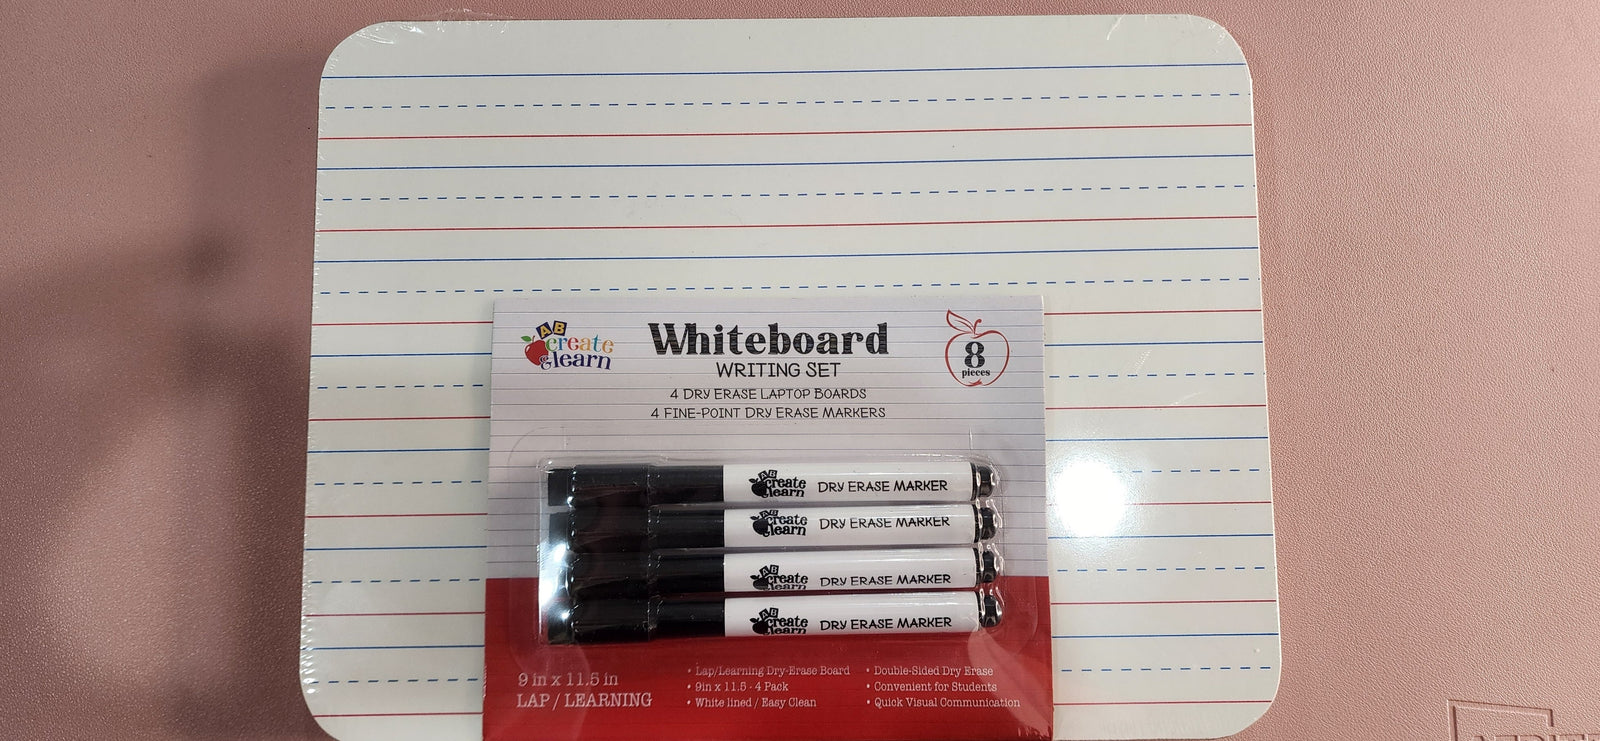 AB
create
& learn
Whiteboard
WRITING SET
4 DRY ERASE LAPTOP BOARDS
4 FINE-POINT DRY ERASE MARKERS
8
pieces
AB
create
& learn
DRY ERASE MARKER
AB
create
& learn
DRY ERASE MARKER
AB
create
& learn
DRY ERASE MARKER
AB
create
& learn
DRY ERASE MARKER
9 in x 11.5 in
LAP / LEARNING
• Lap/Learning Dry-Erase Board
• 9in x 11.5 - 4 Pack
• White lined / Easy Clean
• Double-Sided Dry Erase
• Convenient for Students
• Quick Visual Communication